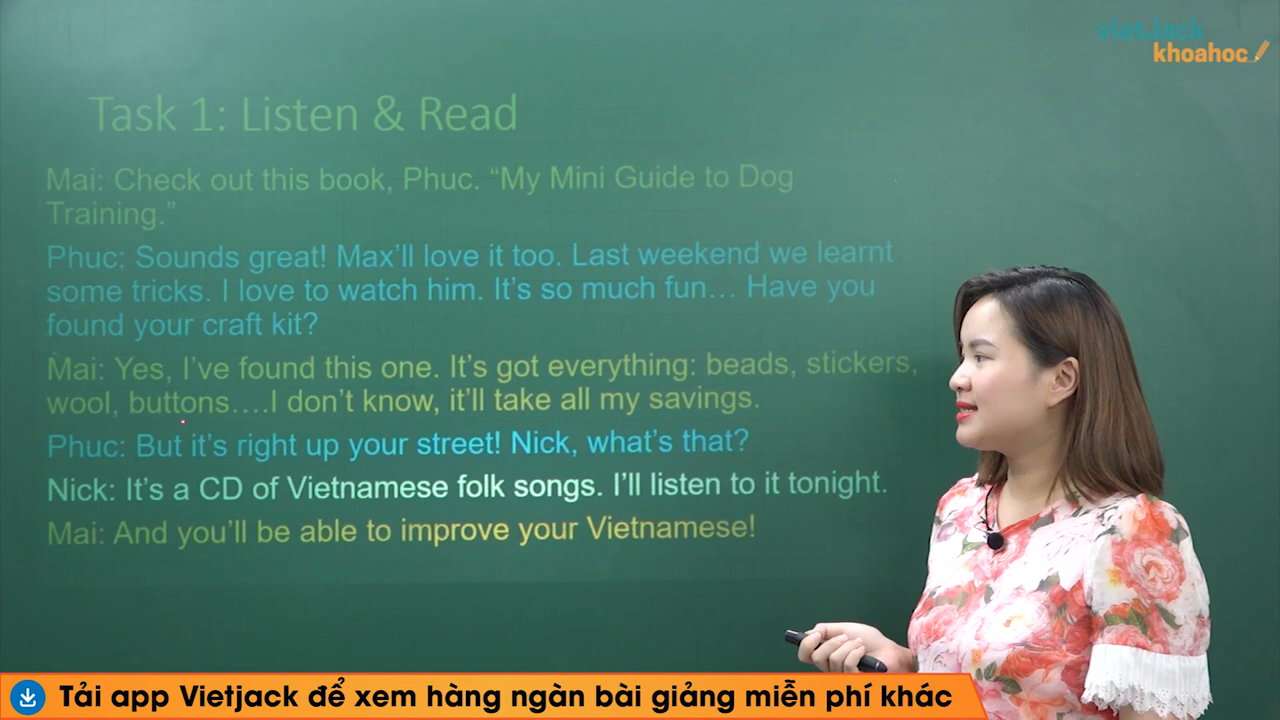 vietjack
khoahoc
Task 1: Listen & Read
Mai: Check out this book, Phuc. “My Mini Guide to Dog
Training.”
Phuc: Sounds great! Max’ll love it too. Last weekend we learnt
some tricks. I love to watch him. It’s so much fun… Have you
found your craft kit?
Mai: Yes, I’ve found this one. It’s got everything: beads, stickers,
wool, buttons….I don’t know, it’ll take all my savings.
Phuc: But it’s right up your street! Nick, what’s that?
Nick: It’s a CD of Vietnamese folk songs. I’ll listen to it tonight.
Mai: And you’ll be able to improve your Vietnamese!
Tải app Vietjack để xem hàng ngàn bài giảng miễn phí khác